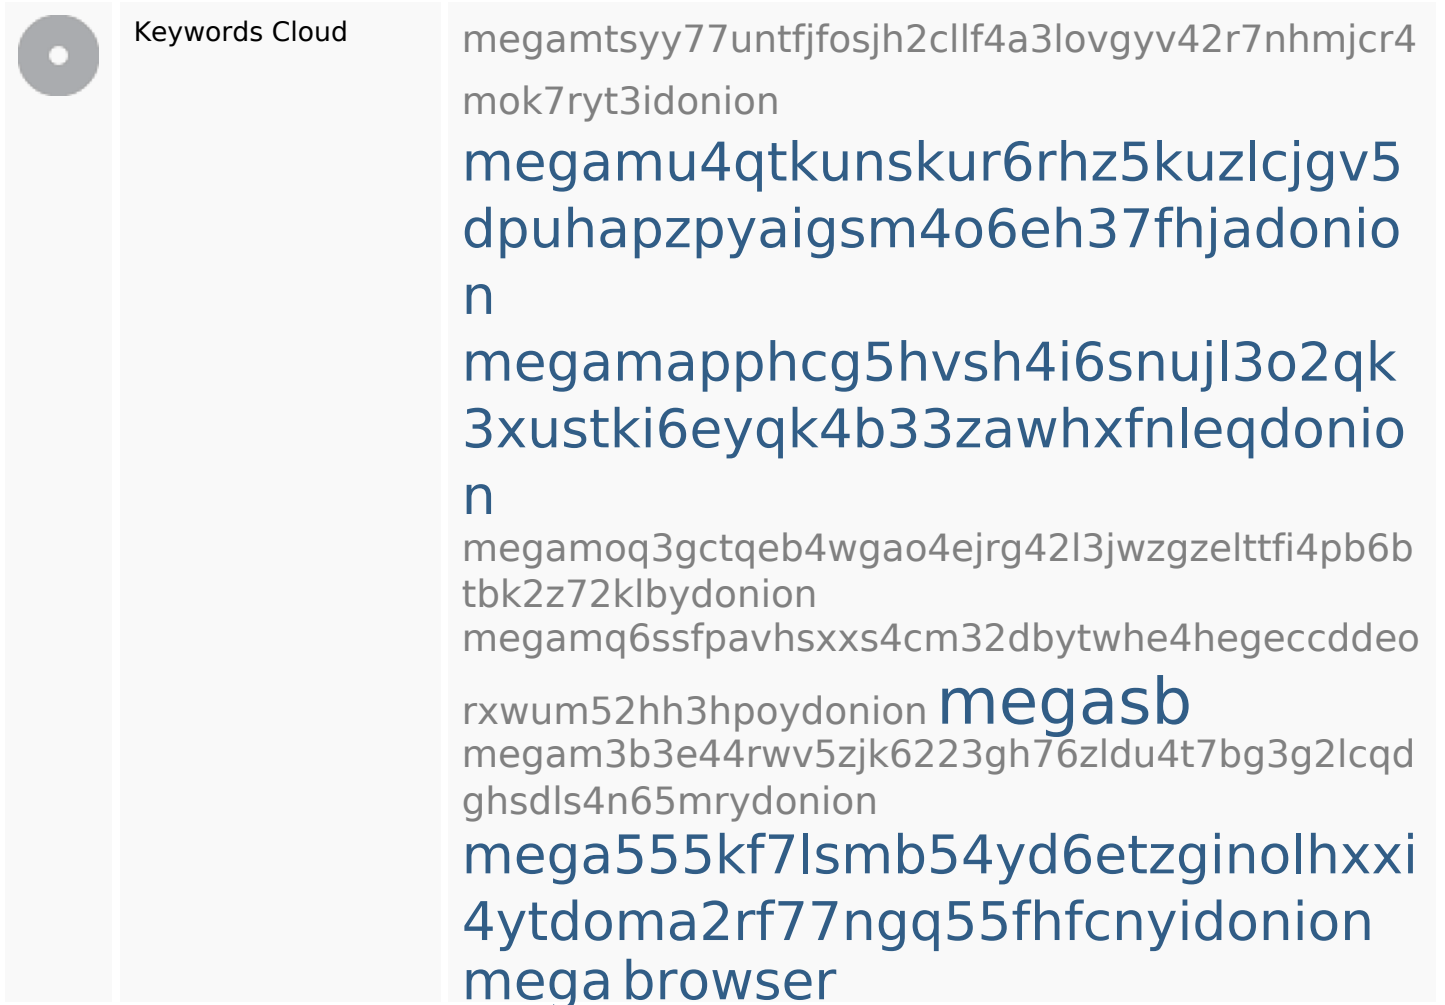 Keywords Cloud
megamtsyy77untfjfosjh2cllf4a3lovgyv42r7nhmjcr4
mok7ryt3idonion
megamu4qtkunskur6rhz5kuzlcjgv5
dpuhapzpyaigsm4o6eh37fhjadonio
n
megamapphcg5hvsh4i6snujl3o2qk
3xustki6eyqk4b33zawhxfnleqdonio
n
megamoq3gctqeb4wgao4ejrg42l3jwzgzelttfi4pb6b
tbk2z72klbydonion
megamq6ssfpavhsxxs4cm32dbytwhe4hegeccddeo
rxwum52hh3hpoydonion megasb
megam3b3e44rwv5zjk6223gh76zldu4t7bg3g2lcqd
ghsdls4n65mrydonion
mega555kf7lsmb54yd6etzginolhxxi
4ytdoma2rf77ngq55fhfcnyidonion
mega browser